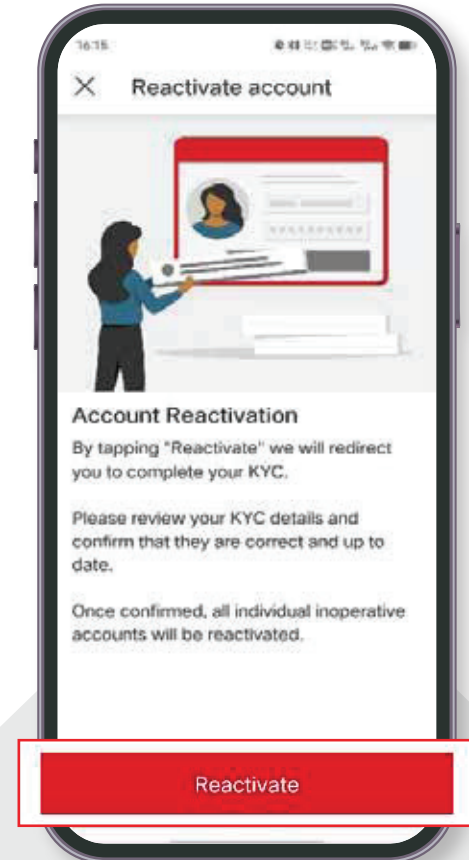 16:15
Reactivate account
Account Reactivation
By tapping "Reactivate" we will redirect
you to complete your KYC.
Please review your KYC details and
confirm that they are correct and up to
date.
Once confirmed, all individual inoperative
accounts will be reactivated.
Reactivate